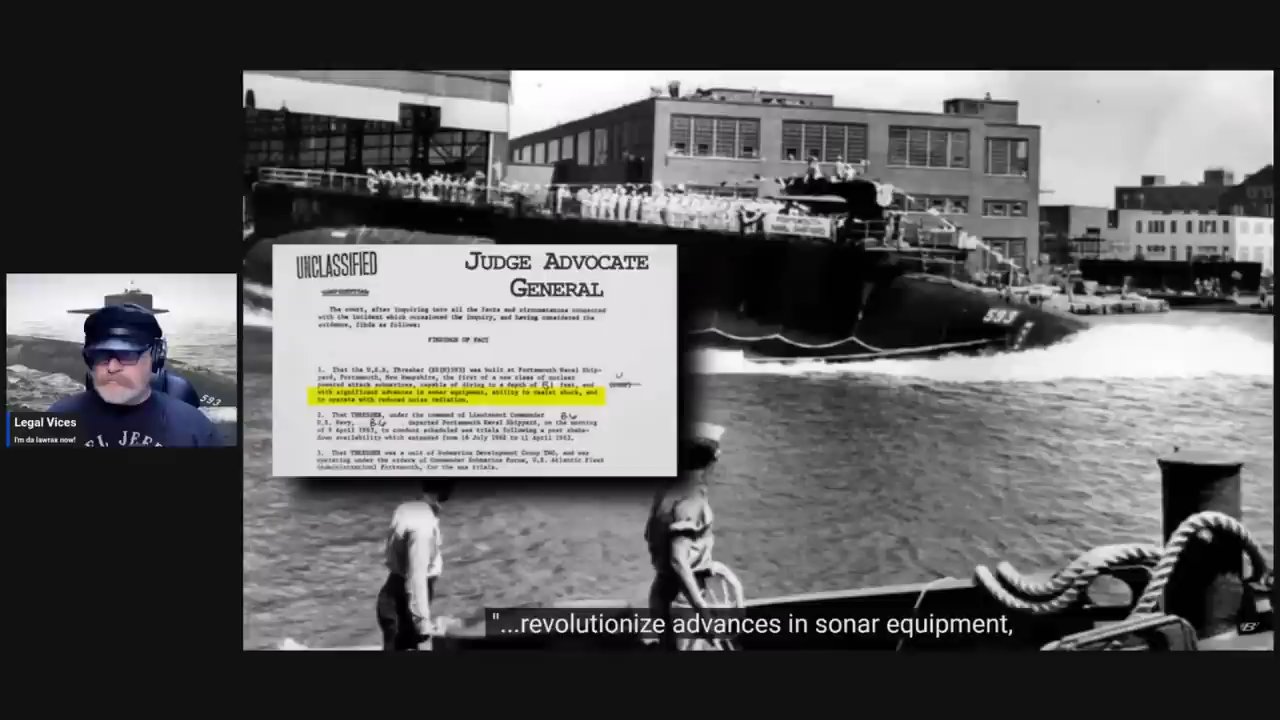 UNCLASSIFIED
JUDGE ADVOCATE
GENERAL
The court, after inquiring into all the facts and circumstances connected
with the incident which occasioned the inquiry, and having considered the
evidence, finds as follows:
FINDINGS OF FACT
1. That the U.S.S. Thresher (SS(N)593) was built at Portsmouth Naval Ship-
yard, Portsmouth, New Hampshire, the first of a new class of nuclear
powered attack submarines, capable of diving to a depth of feet, and
with significant advances in sonar equipment, ability to resist shock, and
to operate with reduced noise radiation.
2. That THRESHER, under the command of Lieutenant Commander
U.S. Navy, departed Portsmouth Naval Shipyard, on the morning
of 9 April 1963, to conduct scheduled sea trials following a post shake-
down availability which extended from 16 July 1962 to 11 April 1963.
3. That THRESHER was a unit of Submarine Development Group TWO, and was
operating under the orders of Commander Submarine Force, U.S. Atlantic Fleet
(Administration) Portsmouth, for the sea trials.
593
593
Legal Vices
I'm da lawrax now!
"...revolutionize advances in sonar equipment,